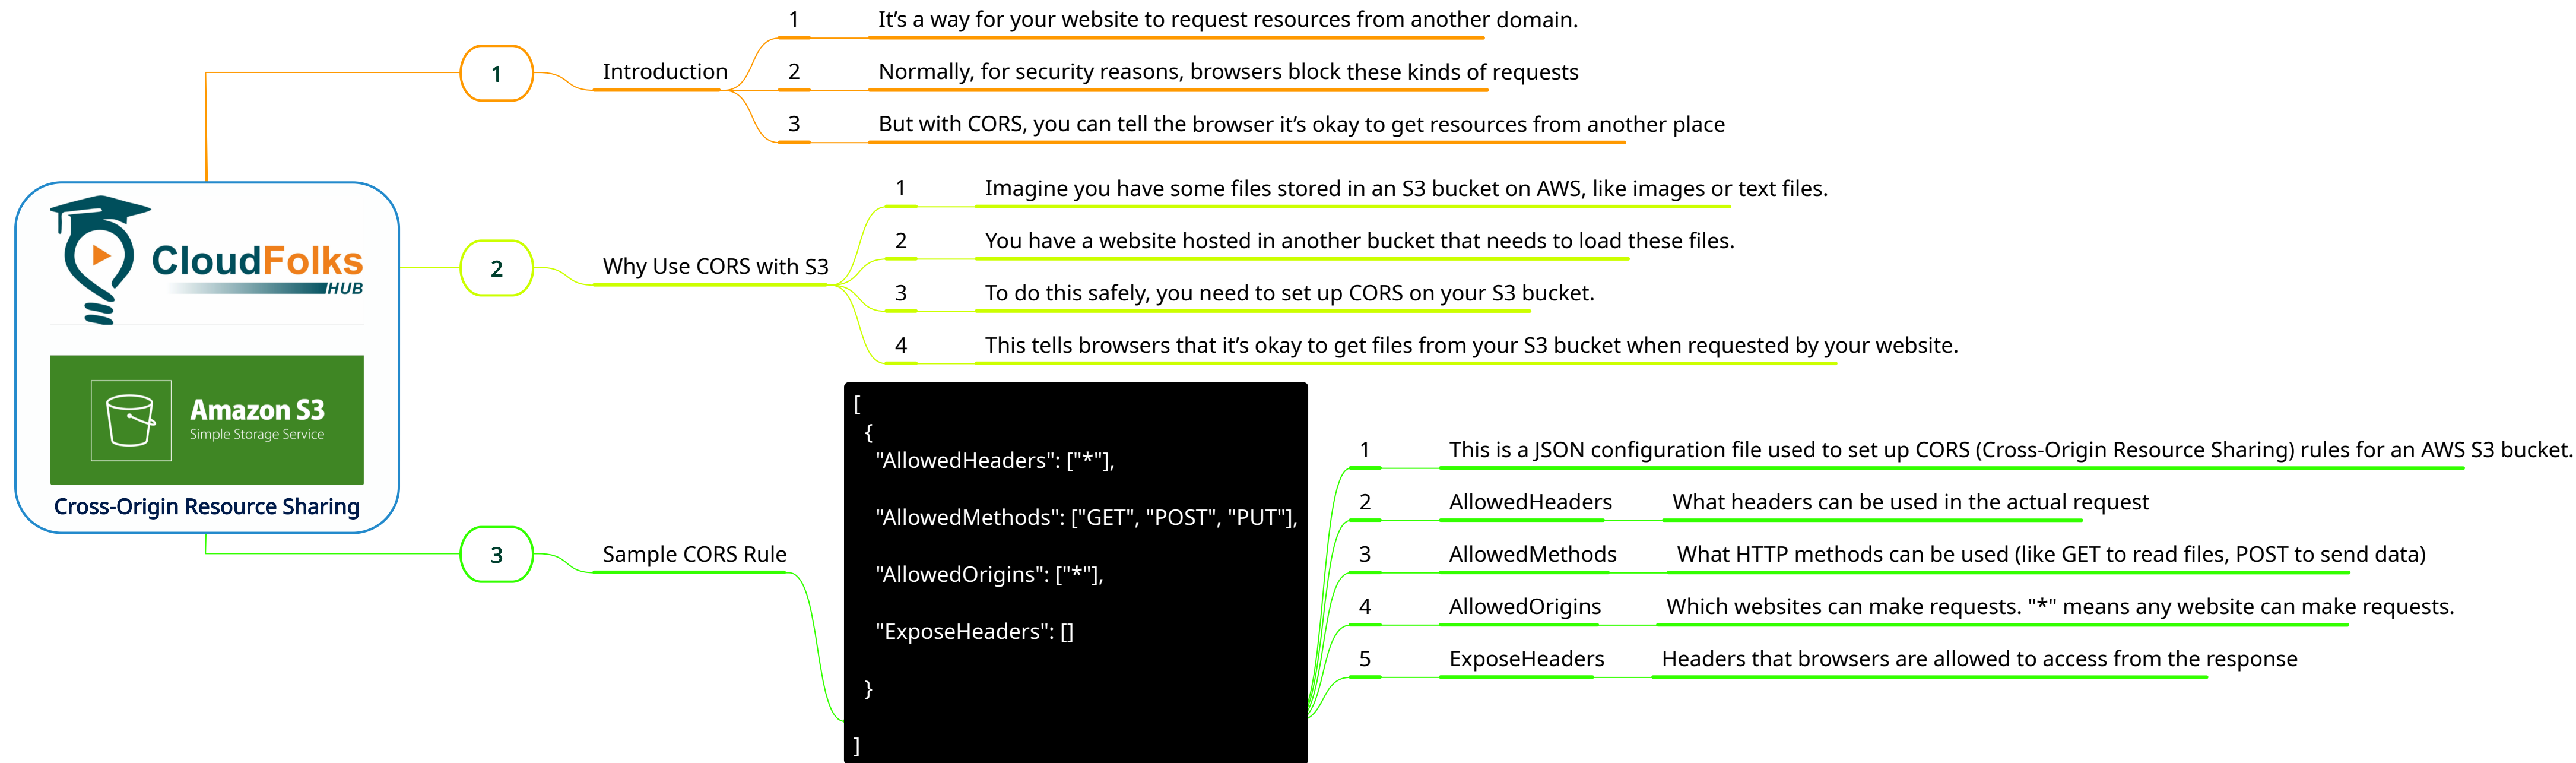 CloudFolks
HUB
Amazon S3
Simple Storage Service
Cross-Origin Resource Sharing
1
Introduction
1
It’s a way for your website to request resources from another domain.
2
Normally, for security reasons, browsers block these kinds of requests
3
But with CORS, you can tell the browser it’s okay to get resources from another place
2
Why Use CORS with S3
1
Imagine you have some files stored in an S3 bucket on AWS, like images or text files.
2
You have a website hosted in another bucket that needs to load these files.
3
To do this safely, you need to set up CORS on your S3 bucket.
4
This tells browsers that it’s okay to get files from your S3 bucket when requested by your website.
3
Sample CORS Rule
[
{
"AllowedHeaders": ["*"],
"AllowedMethods": ["GET", "POST", "PUT"],
"AllowedOrigins": ["*"],
"ExposeHeaders": []
}
]
1
This is a JSON configuration file used to set up CORS (Cross-Origin Resource Sharing) rules for an AWS S3 bucket.
2
AllowedHeaders
What headers can be used in the actual request
3
AllowedMethods
What HTTP methods can be used (like GET to read files, POST to send data)
4
AllowedOrigins
Which websites can make requests. "*" means any website can make requests.
5
ExposeHeaders
Headers that browsers are allowed to access from the response